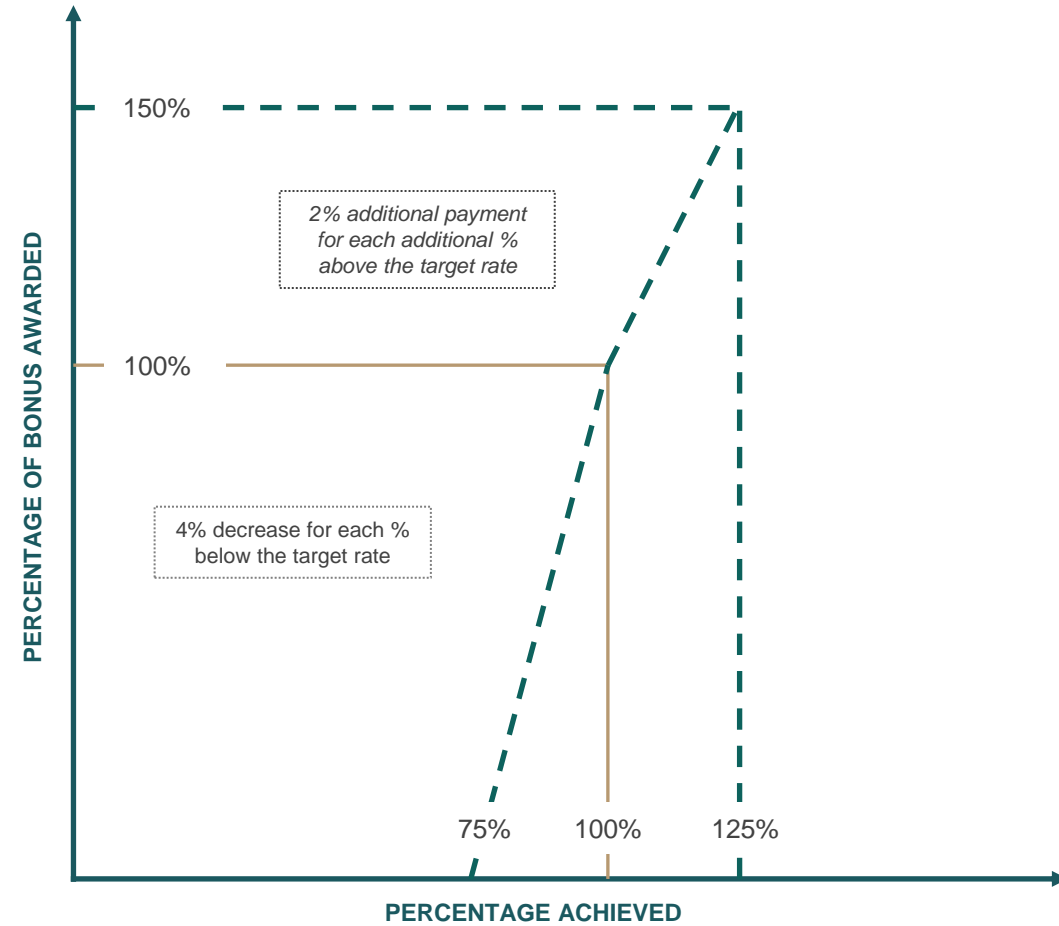 150%
2% additional payment
for each additional %
above the target rate
PERCENTAGE OF BONUS AWARDED
100%
4% decrease for each %
below the target rate
75%
100%
125%
PERCENTAGE ACHIEVED